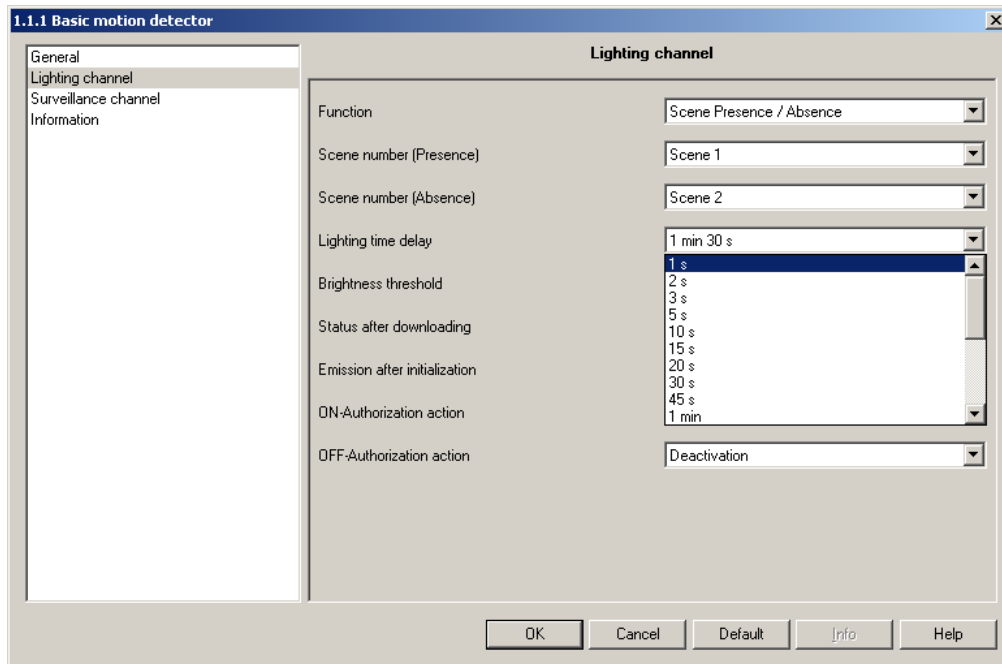 1.1.1 Basic motion detector
General
Lighting channel
Surveillance channel
Information
Lighting channel
Function
Scene Presence / Absence
Scene number (Presence)
Scene 1
Scene number (Absence)
Scene 2
Lighting time delay
1 min 30 s
1 s
2 s
3 s
5 s
10 s
15 s
20 s
30 s
45 s
1 min
Brightness threshold
Status after downloading
Emission after initialization
ON-Authorization action
OFF-Authorization action
Deactivation
OK
Cancel
Default
Info
Help